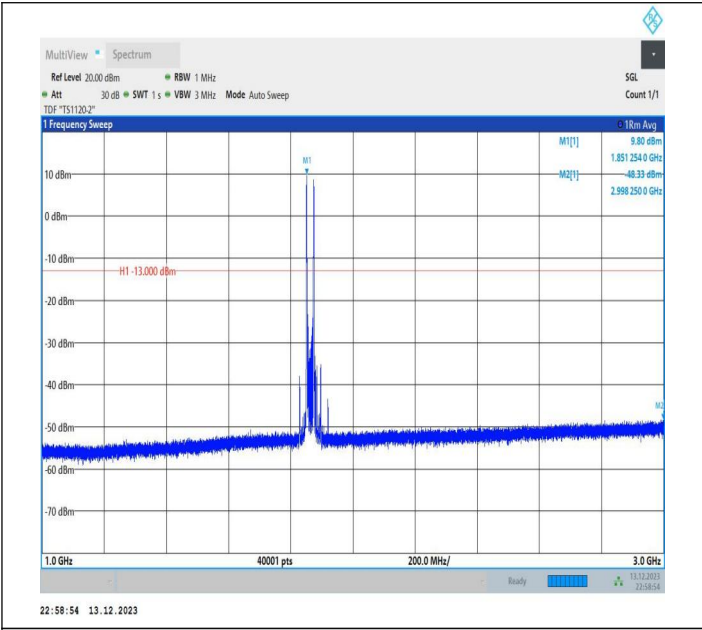 R S
MultiView Spectrum
Ref Level 20.00 dBm RBW 1 MHz SGL
Att 30 dB SWT 1 s VBW 3 MHz Mode Auto Sweep Count 1/1
TDF "TS1120-2"
1 Frequency Sweep 1Rm Avg
M1[1] 9.80 dBm
1.851 254 0 GHz
M1
10 dBm M2[1] -48.33 dBm
2.998 250 0 GHz
0 dBm
-10 dBm
H1 -13.000 dBm
-20 dBm
-30 dBm
-40 dBm
M2
-50 dBm
-60 dBm
-70 dBm
1.0 GHz 40001 pts 200.0 MHz/ 3.0 GHz
Ready 13.12.2023
22:58:54
22:58:54 13.12.2023